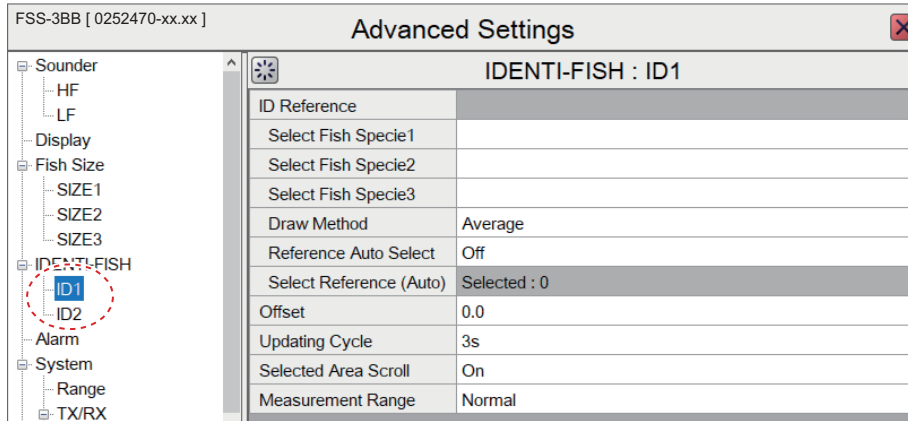 FSS-3BB [ 0252470-xx.xx ]
Advanced Settings
Sounder
HF
LF
Display
Fish Size
SIZE1
SIZE2
SIZE3
IDENTI-FISH
ID1
ID2
Alarm
System
Range
TX/RX
IDENTI-FISH : ID1
ID Reference
Select Fish Specie1
Select Fish Specie2
Select Fish Specie3
Draw Method Average
Reference Auto Select Off
Select Reference (Auto) Selected : 0
Offset 0.0
Updating Cycle 3s
Selected Area Scroll On
Measurement Range Normal